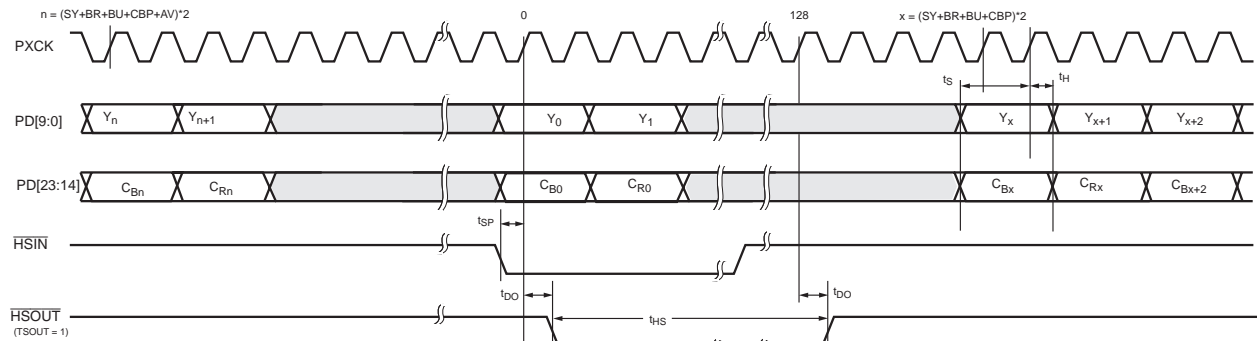 n = (SY+BR+BU+CBP+AV)*2
0
128
x = (SY+BR+BU+CBP)*2
PXCK
tS
tH
PD[9:0]
Yn
Yn+1
Y0
Y1
Yx
Yx+1
Yx+2
PD[23:14]
CBn
CRn
CB0
CR0
CBx
CRx
CBx+2
tSP
HSIN
tDO
tDO
HSOUT
tHS
(TSOUT = 1)